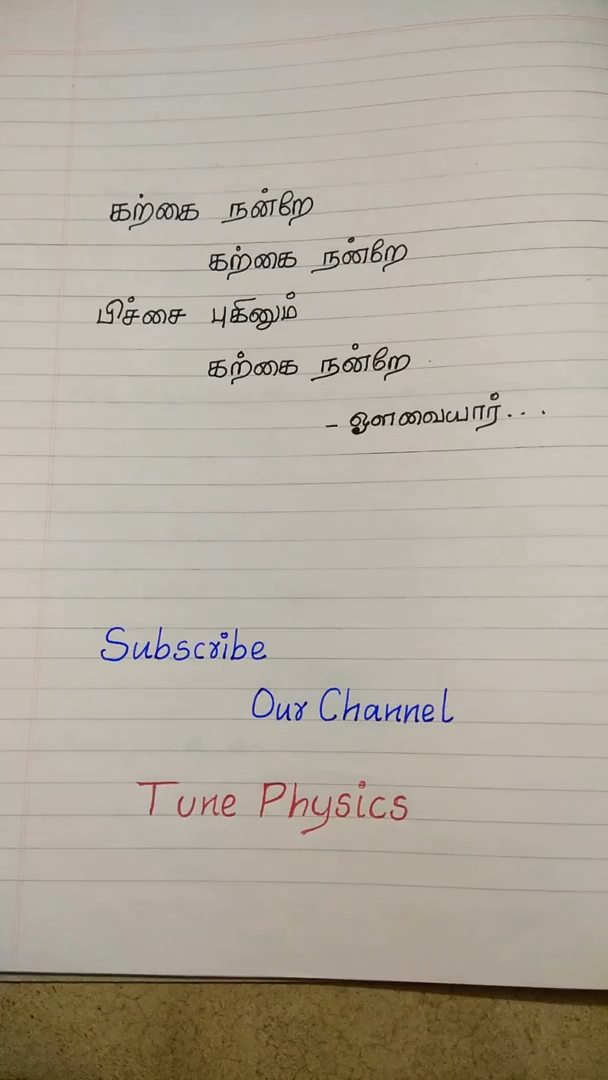 கற்கை நன்றே
கற்கை நன்றே
பிச்சை புகினும்
கற்கை நன்றே
- ஔவையார்...
Subscribe
Our Channel
Tune Physics